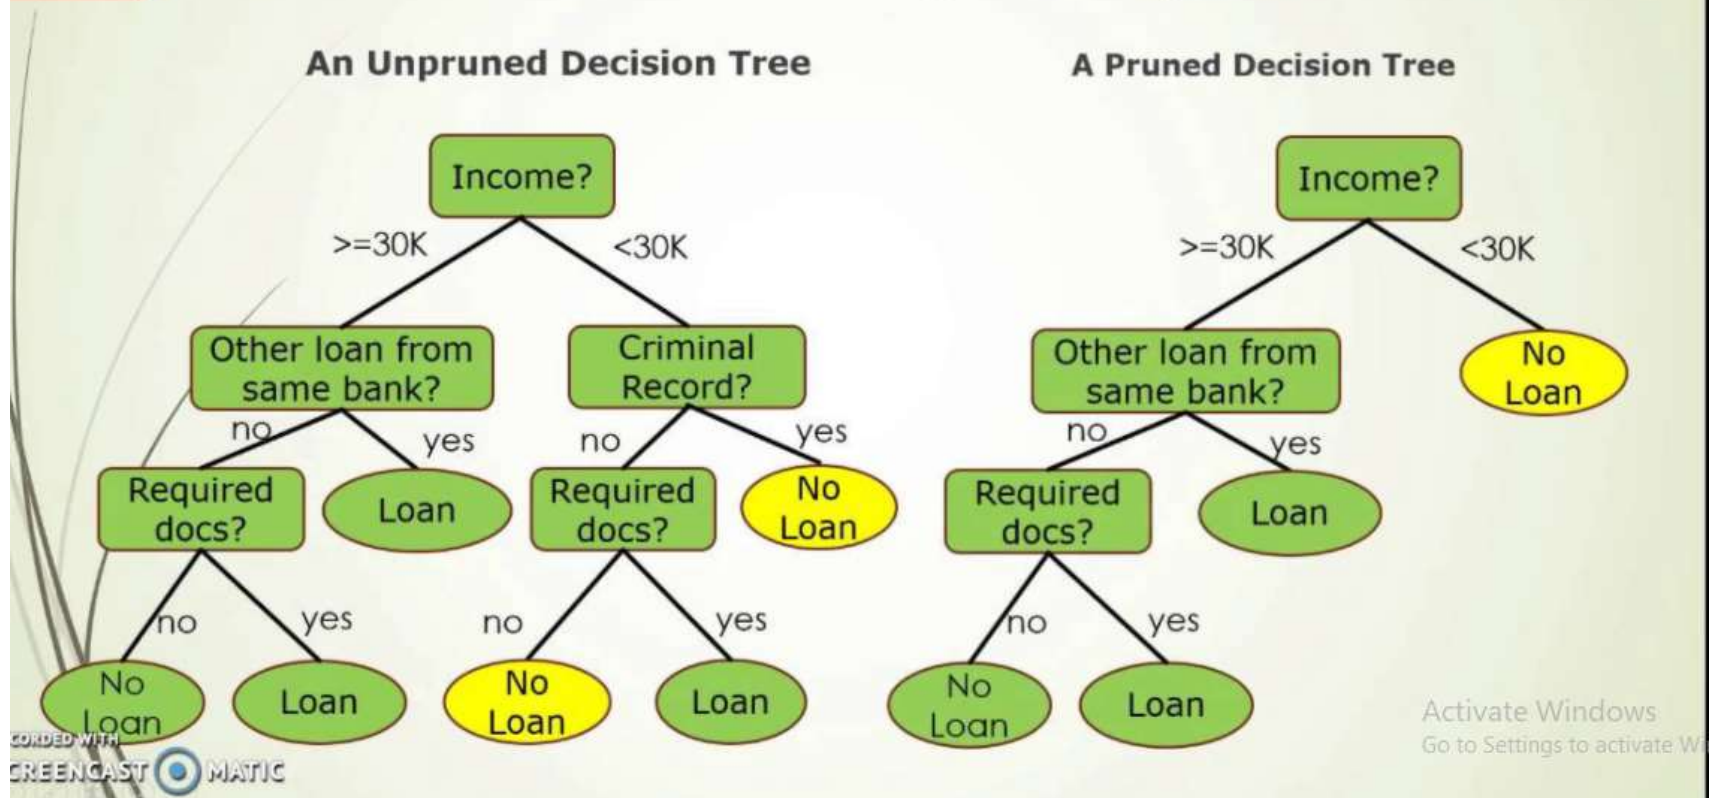 An Unpruned Decision Tree
A Pruned Decision Tree
Income?
>=30K
<30K
Other loan from
same bank?
Criminal
Record?
no
yes
no
yes
Required
docs?
Loan
Required
docs?
No
Loan
no
yes
no
yes
No
Loan
Loan
No
Loan
Loan
Income?
>=30K
<30K
Other loan from
same bank?
No
Loan
no
yes
Required
docs?
Loan
no
yes
No
Loan
Loan
CORDED WITH
CREENCAST MATIC
Activate Windows
Go to Settings to activate Wi